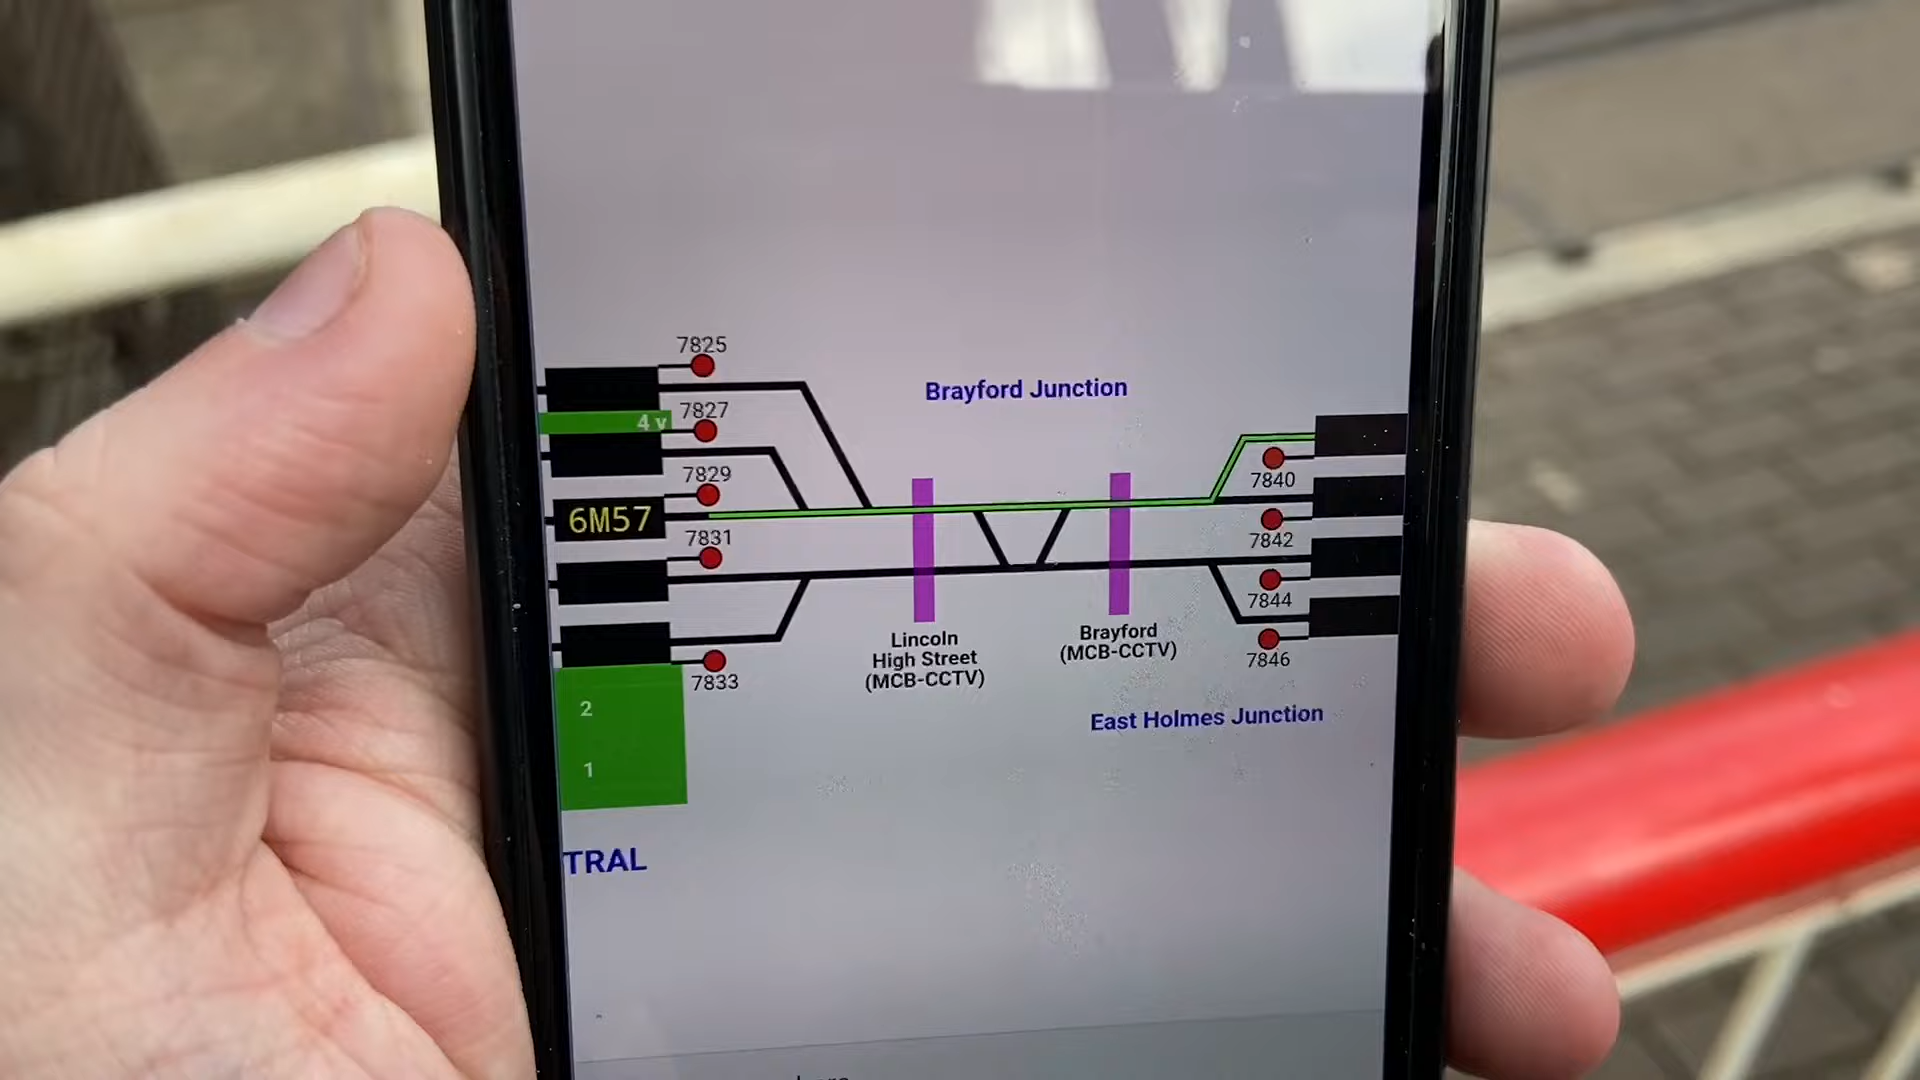 7825
Brayford Junction
4 v
7827
7829
7840
6M57
7831
7842
7844
Lincoln
High Street
(MCB-CCTV)
Brayford
(MCB-CCTV)
7846
7833
2
East Holmes Junction
1
TRAL